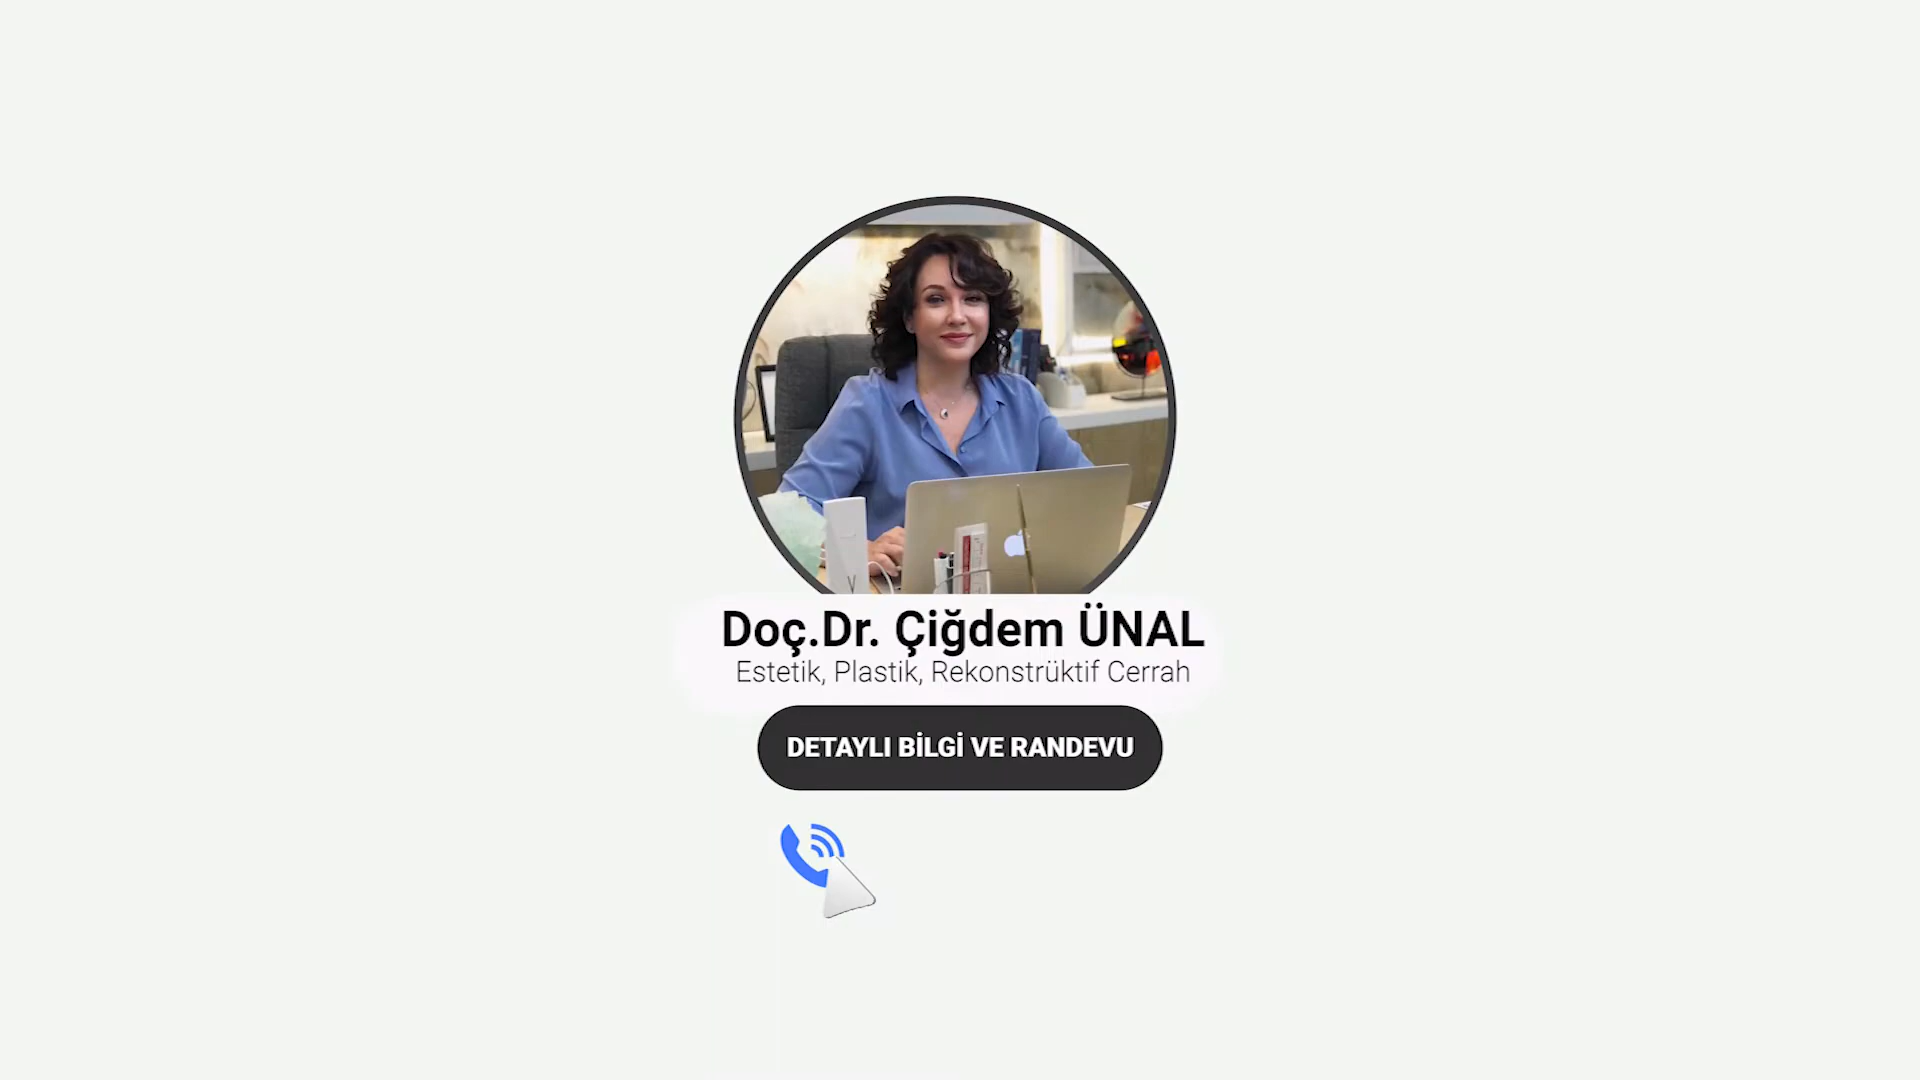 Doç.Dr. Çiğdem ÜNAL
Estetik, Plastik, Rekonstrüktif Cerrah
DETAYLI BİLGİ VE RANDEVU